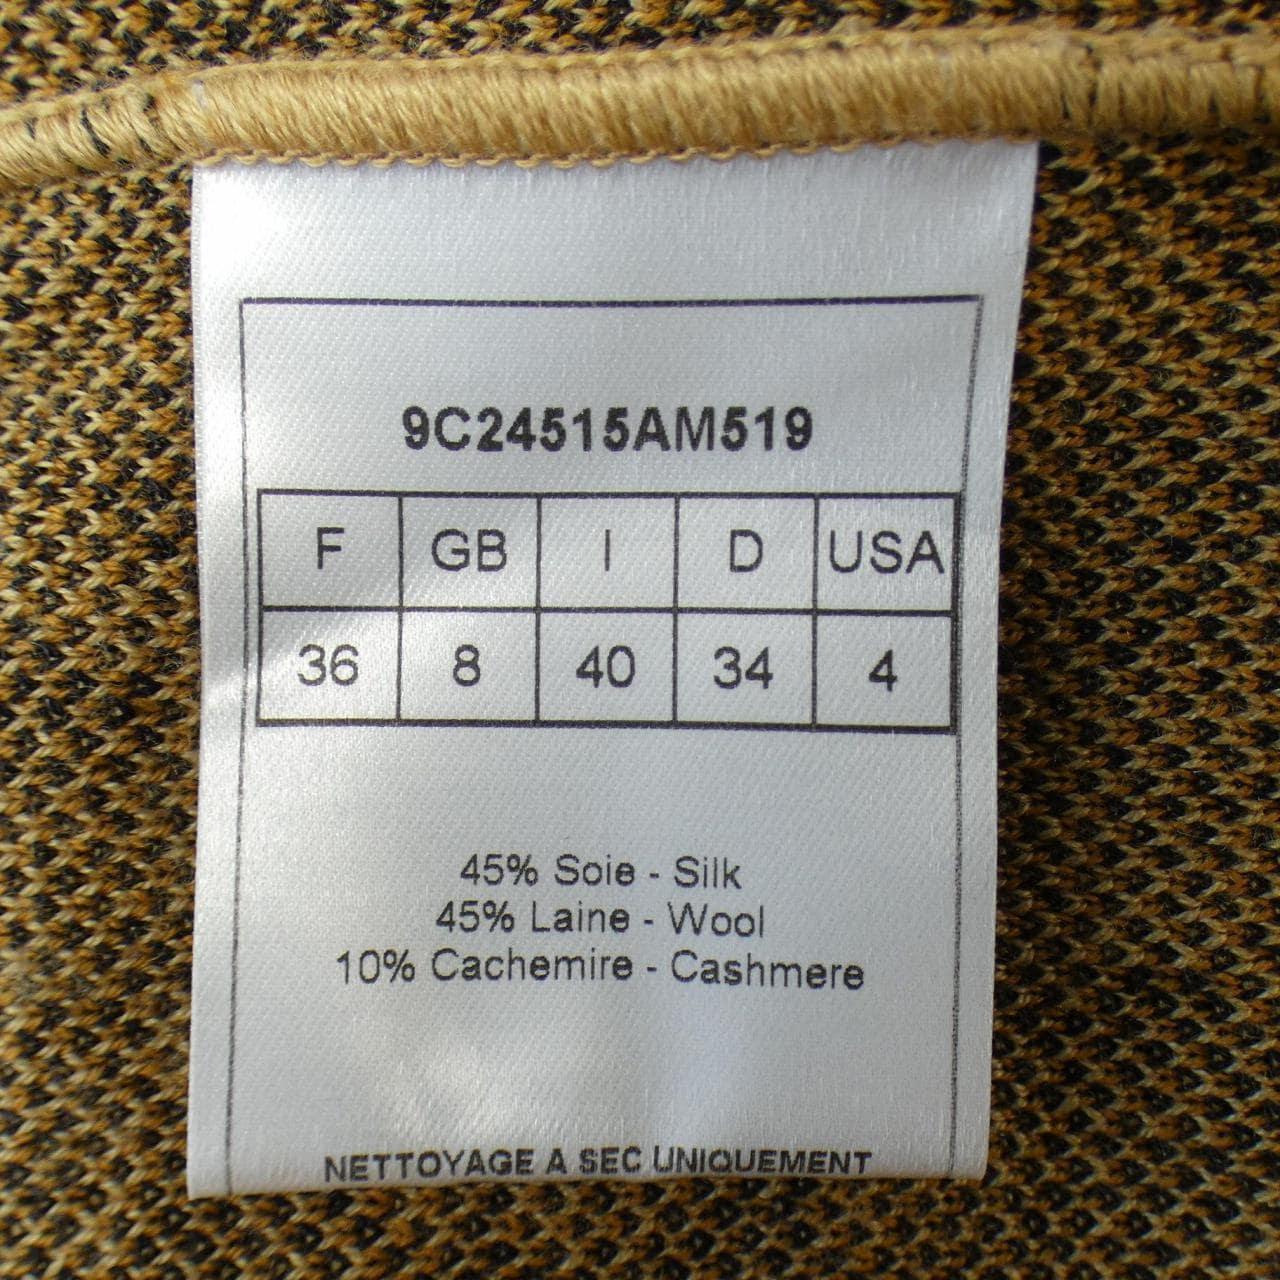 9C24515AM519
F GB I D USA
36 8 40 34 4
45% Soie - Silk
45% Laine - Wool
10% Cachemire - Cashmere
NETTOYAGE A SEC UNIQUEMENT